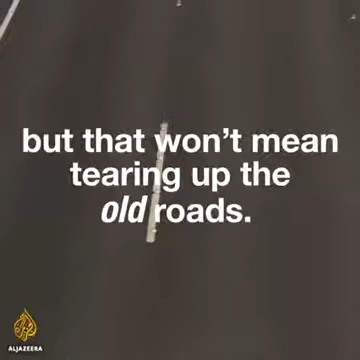 but that won't mean
tearing up the
old roads.
ALJAZEERA